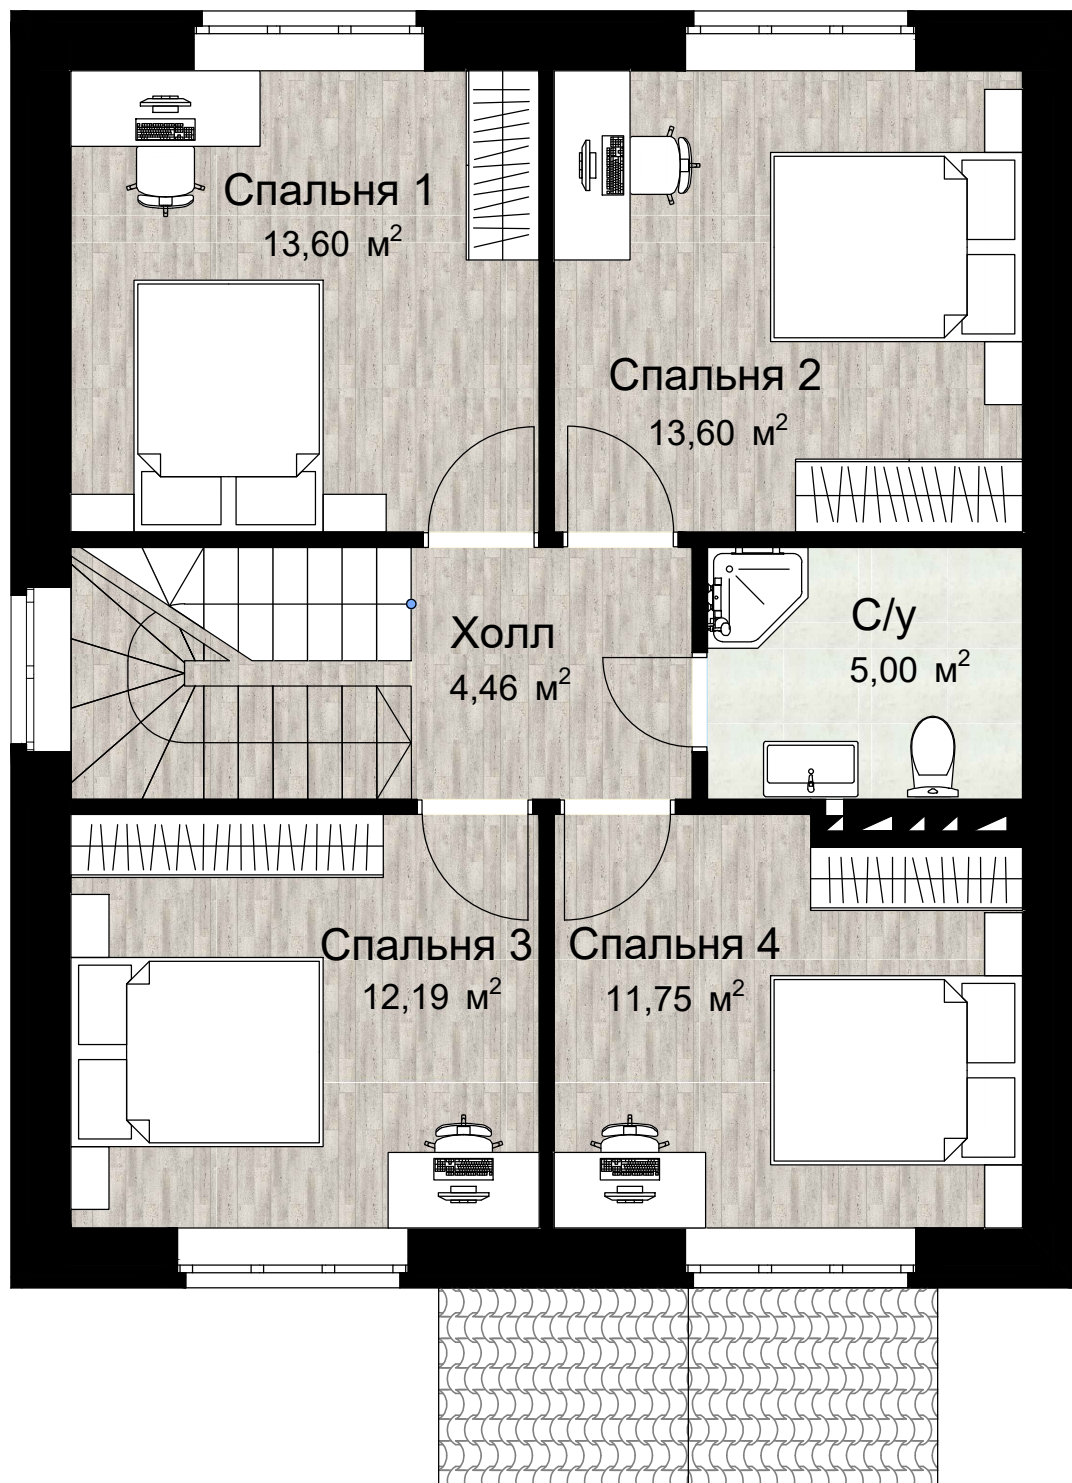 Спальня 1
13,60 м²
Спальня 2
13,60 м²
Холл
4,46 м²
С/у
5,00 м²
Спальня 3
12,19 м²
Спальня 4
11,75 м²